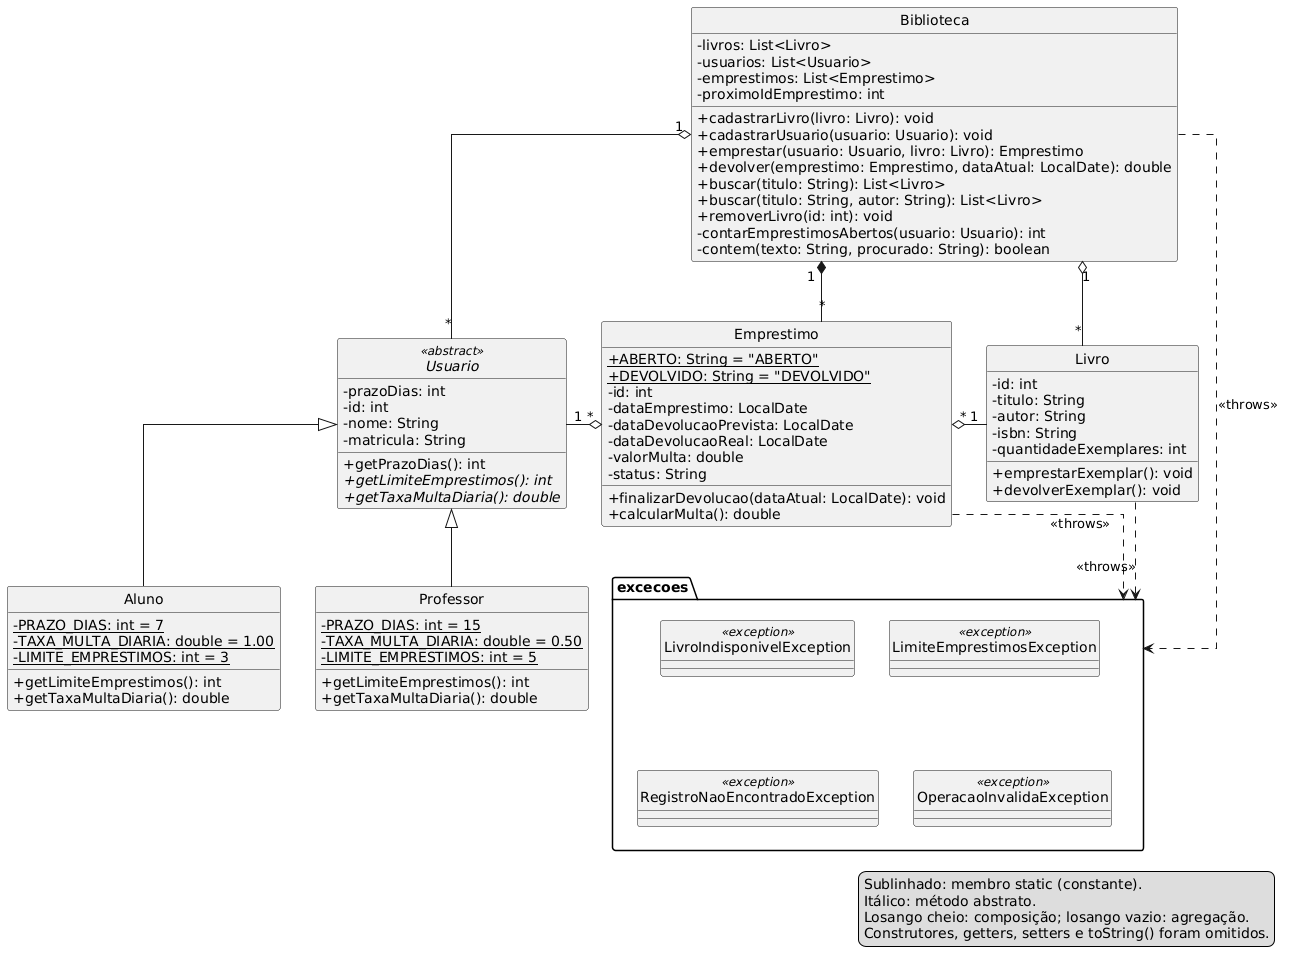 Biblioteca
-livros: List<Livro>
-usuarios: List<Usuario>
-emprestimos: List<Emprestimo>
-proximoIdEmprestimo: int
+cadastrarLivro(livro: Livro): void
+cadastrarUsuario(usuario: Usuario): void
+emprestar(usuario: Usuario, livro: Livro): Emprestimo
+devolver(emprestimo: Emprestimo, dataAtual: LocalDate): double
+buscar(titulo: String): List<Livro>
+buscar(titulo: String, autor: String): List<Livro>
+removerLivro(id: int): void
-contarEmprestimosAbertos(usuario: Usuario): int
-contem(texto: String, procurado: String): boolean
1
1
1
*
*
*
«abstract»
Usuario
-prazoDias: int
-id: int
-nome: String
-matricula: String
+getPrazoDias(): int
+getLimiteEmprestimos(): int
+getTaxaMultaDiaria(): double
1 *
Emprestimo
+ABERTO: String = "ABERTO"
+DEVOLVIDO: String = "DEVOLVIDO"
-id: int
-dataEmprestimo: LocalDate
-dataDevolucaoPrevista: LocalDate
-dataDevolucaoReal: LocalDate
-valorMulta: double
-status: String
+finalizarDevolucao(dataAtual: LocalDate): void
+calcularMulta(): double
* 1
Livro
-id: int
-titulo: String
-autor: String
-isbn: String
-quantidadeExemplares: int
+emprestarExemplar(): void
+devolverExemplar(): void
«throws»
«throws»
«throws»
Aluno
-PRAZO_DIAS: int = 7
-TAXA_MULTA_DIARIA: double = 1.00
-LIMITE_EMPRESTIMOS: int = 3
+getLimiteEmprestimos(): int
+getTaxaMultaDiaria(): double
Professor
-PRAZO_DIAS: int = 15
-TAXA_MULTA_DIARIA: double = 0.50
-LIMITE_EMPRESTIMOS: int = 5
+getLimiteEmprestimos(): int
+getTaxaMultaDiaria(): double
excecoes
«exception»
LivroIndisponivelException
«exception»
LimiteEmprestimosException
«exception»
RegistroNaoEncontradoException
«exception»
OperacaoInvalidaException
Sublinhado: membro static (constante).
Itálico: método abstrato.
Losango cheio: composição; losango vazio: agregação.
Construtores, getters, setters e toString() foram omitidos.